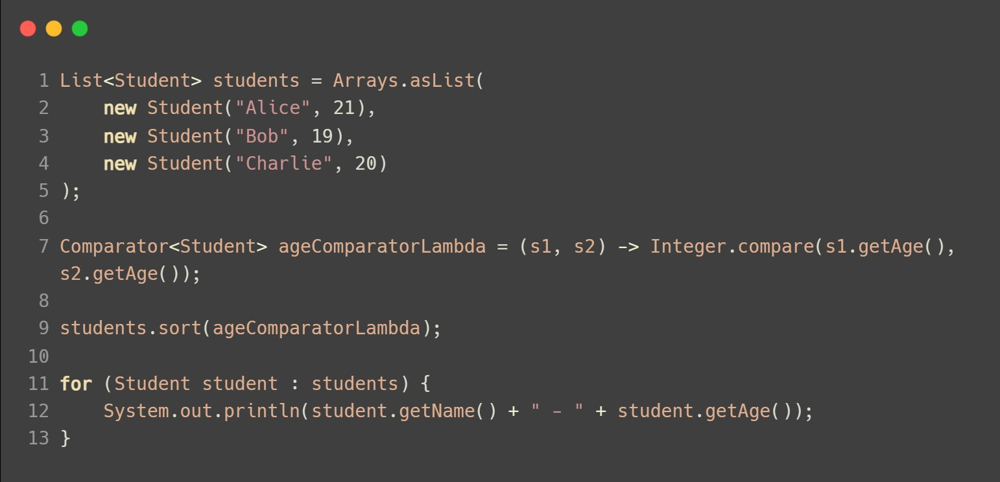 1 List<Student> students = Arrays.asList(
2     new Student("Alice", 21),
3     new Student("Bob", 19),
4     new Student("Charlie", 20)
5 );
6
7 Comparator<Student> ageComparatorLambda = (s1, s2) -> Integer.compare(s1.getAge(),
s2.getAge());
8
9 students.sort(ageComparatorLambda);
10
11 for (Student student : students) {
12     System.out.println(student.getName() + " - " + student.getAge());
13 }